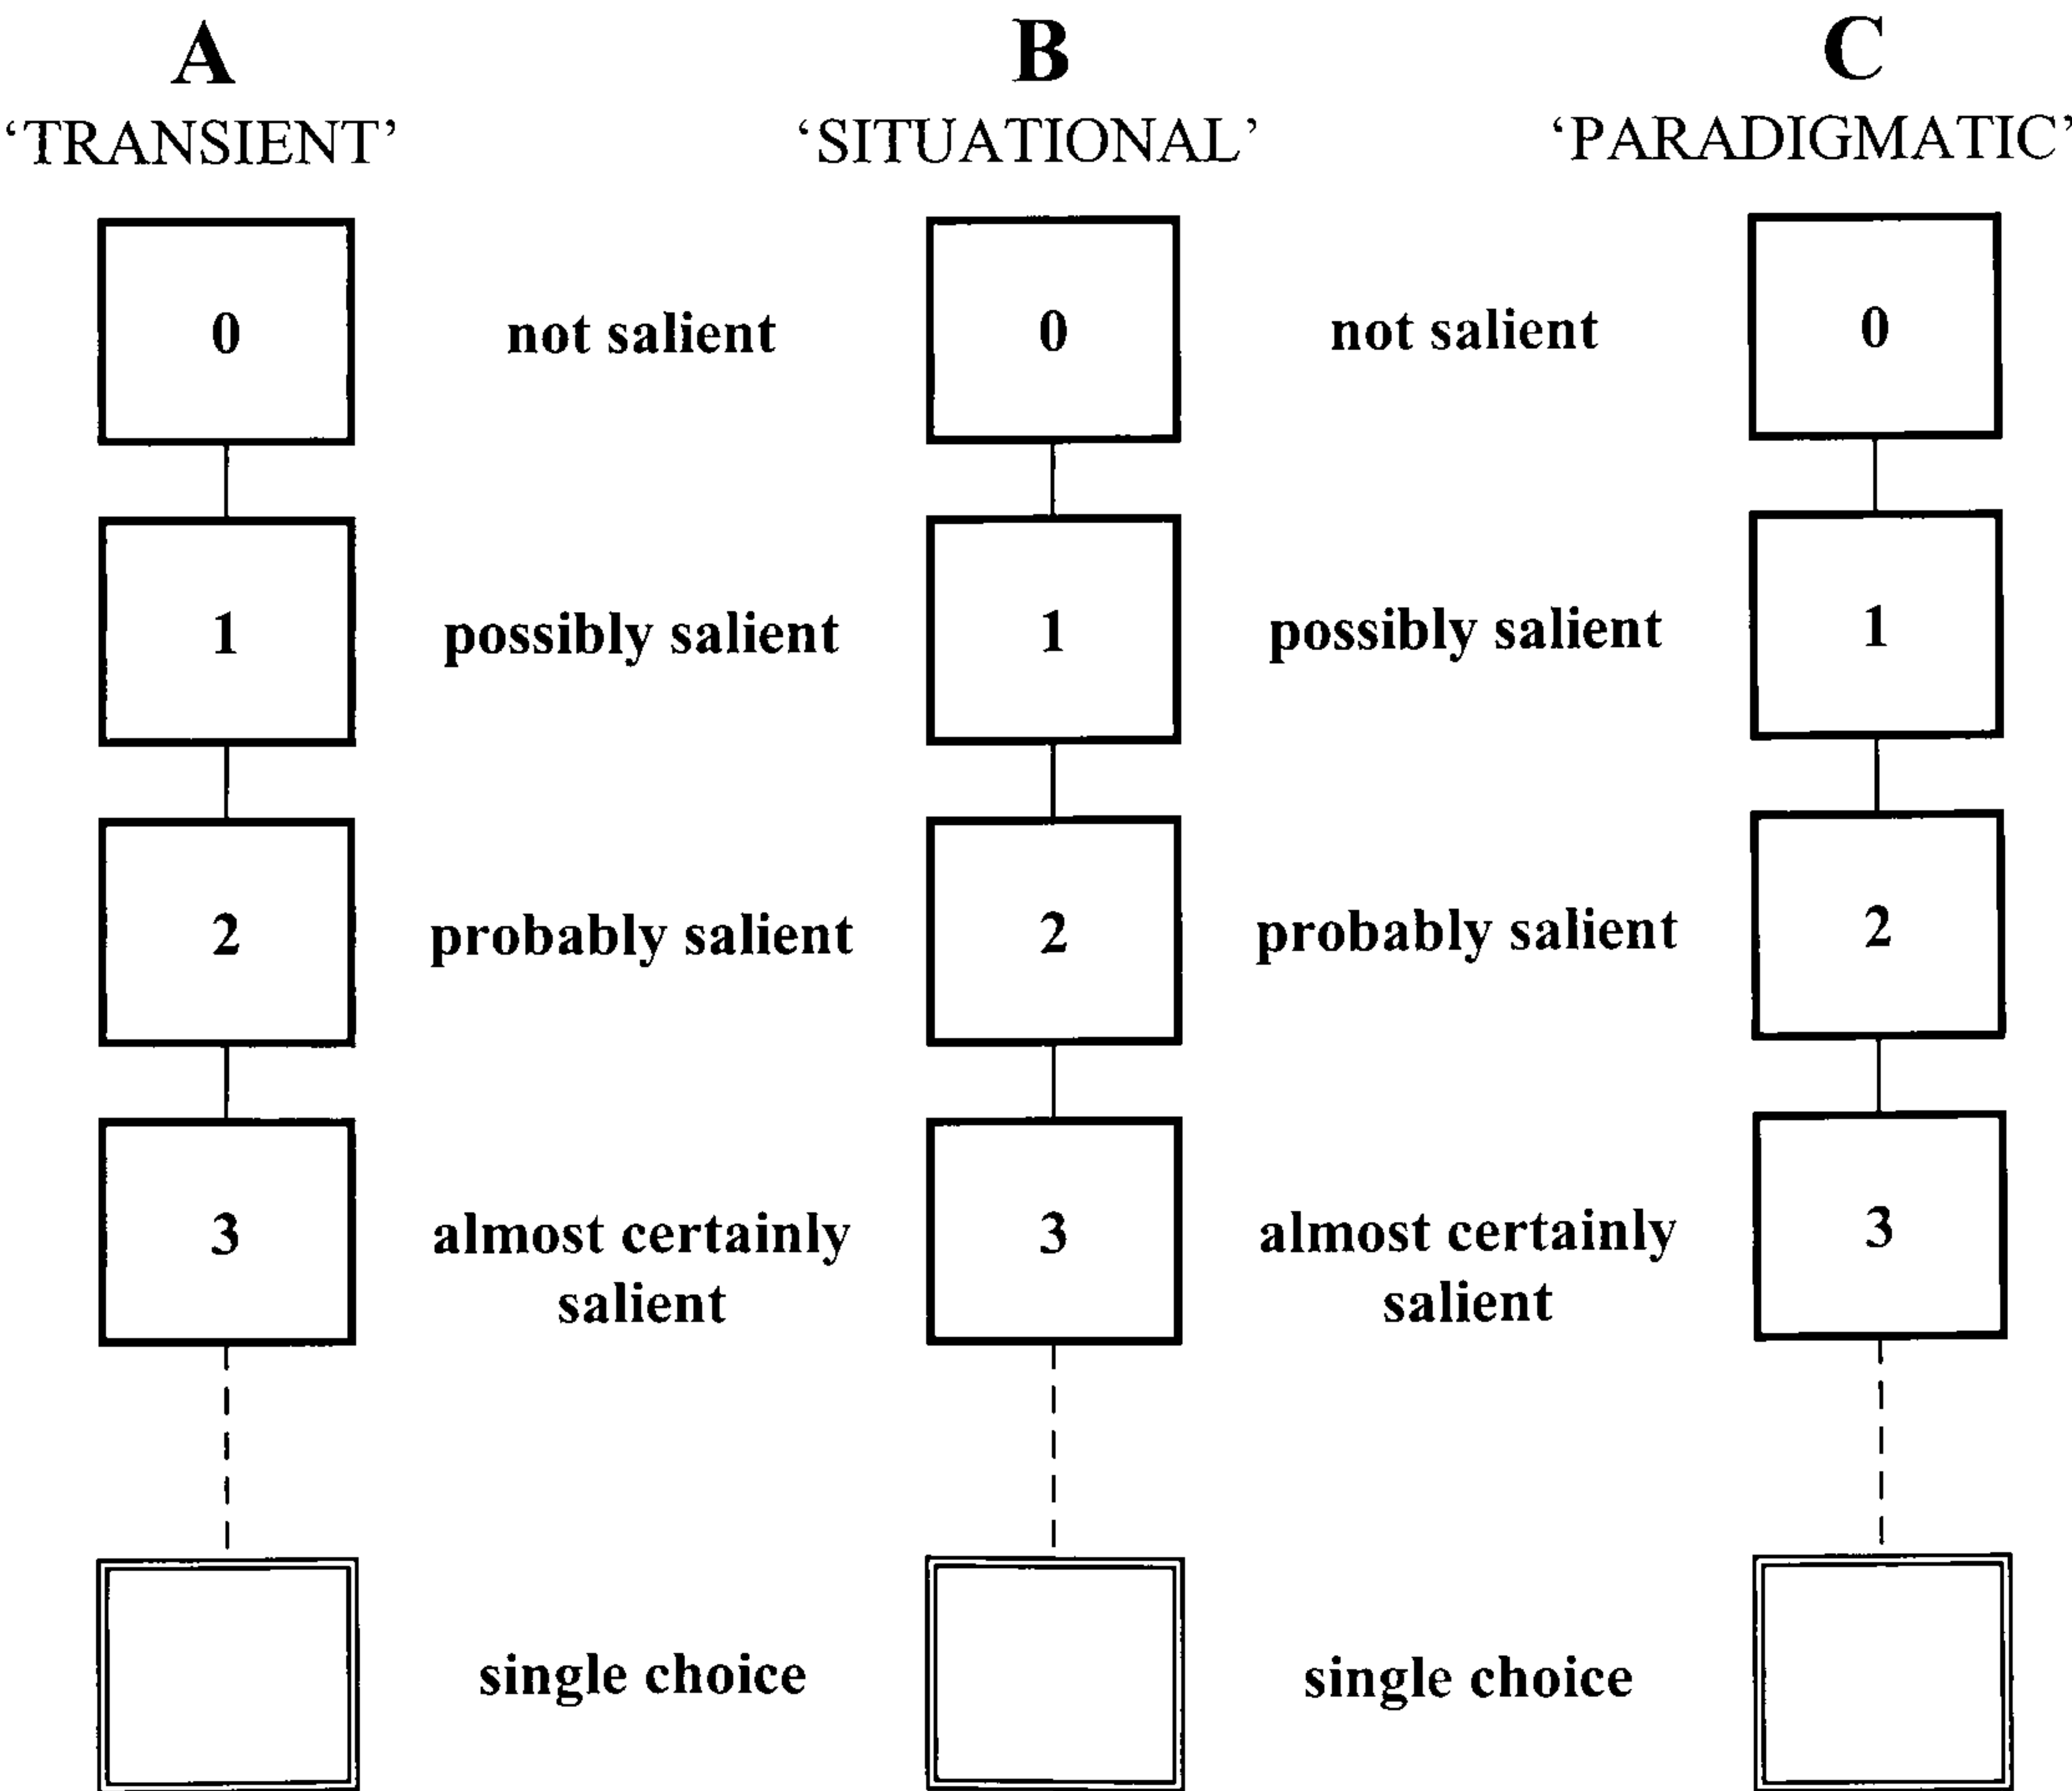 A B C
‘TRANSIENT’ ‘SITUATIONAL’ ‘PARADIGMATIC’
0 not salient 0 not salient 0
1 possibly salient 1 possibly salient 1
2 probably salient 2 probably salient 2
3 almost certainly 3 almost certainly 3
salient salient
single choice single choice